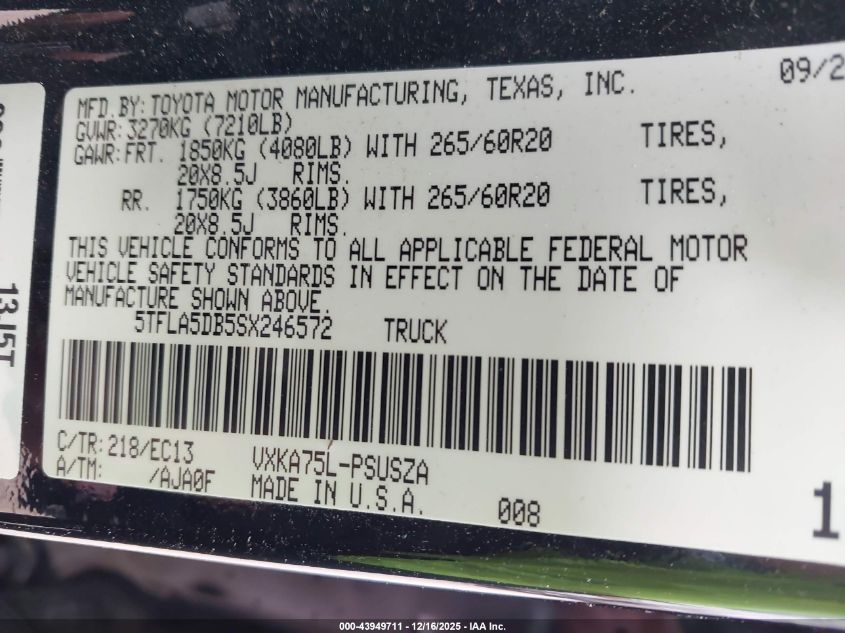 MFD. BY: TOYOTA MOTOR MANUFACTURING, TEXAS, INC. 09/2
GVWR: 3270KG (7210LB)
GAWR: FRT. 1850KG (4080LB) WITH 265/60R20 TIRES,
20X8.5J RIMS.
RR. 1750KG (3860LB) WITH 265/60R20 TIRES,
20X8.5J RIMS.
THIS VEHICLE CONFORMS TO ALL APPLICABLE FEDERAL MOTOR
VEHICLE SAFETY STANDARDS IN EFFECT ON THE DATE OF
MANUFACTURE SHOWN ABOVE.
5TFLA5DB5SX246572 TRUCK
C/TR: 218/EC13 VXKA75L-PSUSZA
A/TM: /AJA0F MADE IN U.S.A. 008
1
13J5T
000-43949711 - 12/16/2025 - IAA Inc.